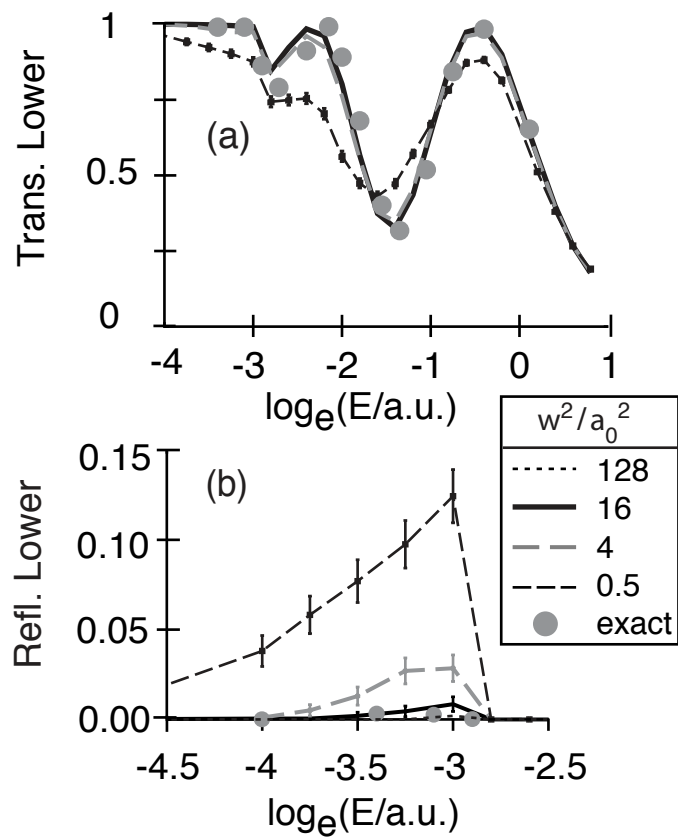 Trans. Lower
1
0.5
0
(a)
-4 -3 -2 -1 0 1
logₑ(E/a.u.)
w²/a₀²
128
16
4
0.5
exact
Refl. Lower
0.15
0.10
0.05
0.00
(b)
-4.5 -4 -3.5 -3 -2.5
logₑ(E/a.u.)